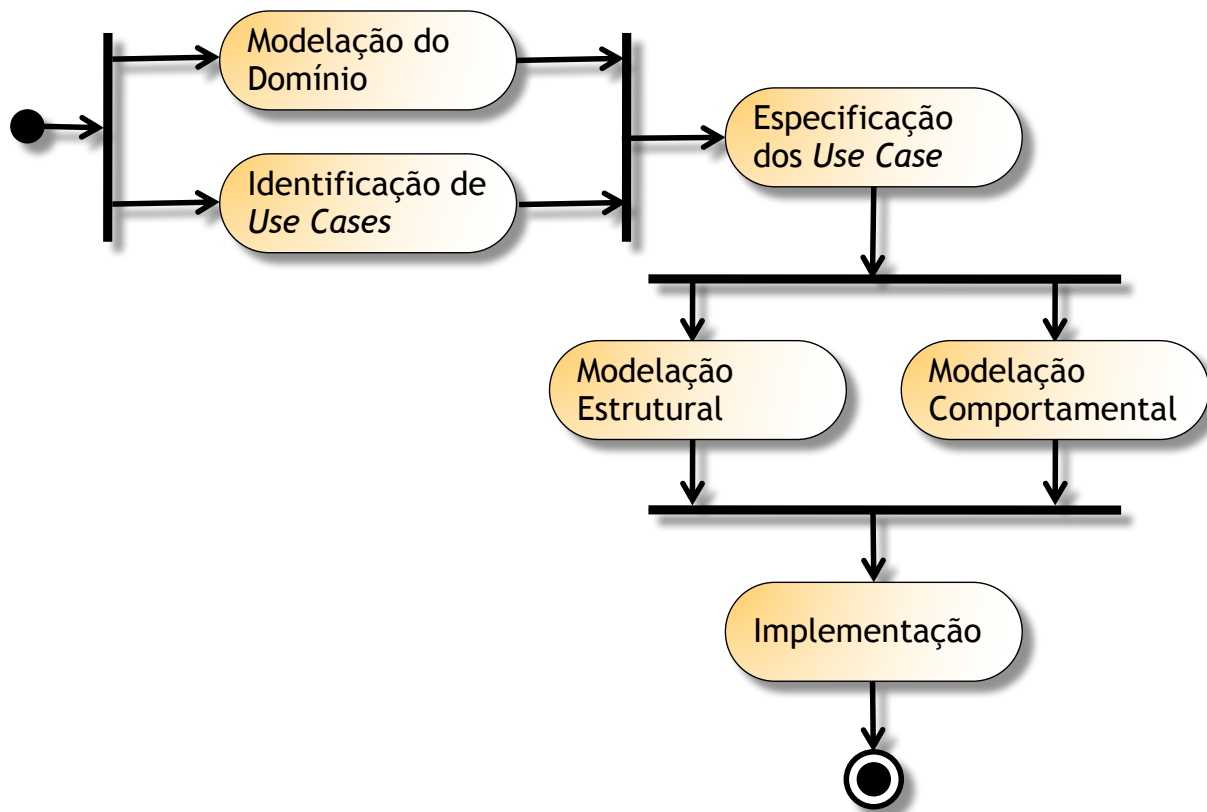 Modelação do
Domínio
Identificação de
Use Cases
Especificação
dos Use Case
Modelação
Estrutural
Modelação
Comportamental
Implementação